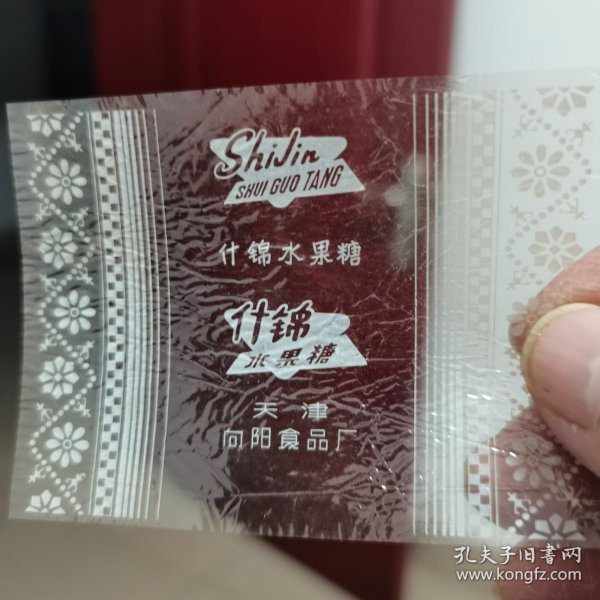 ShiJin
SHUI GUO TANG
什锦水果糖
什锦
水果糖
天津
向阳食品厂
孔夫子旧书网
www.kongfz.com